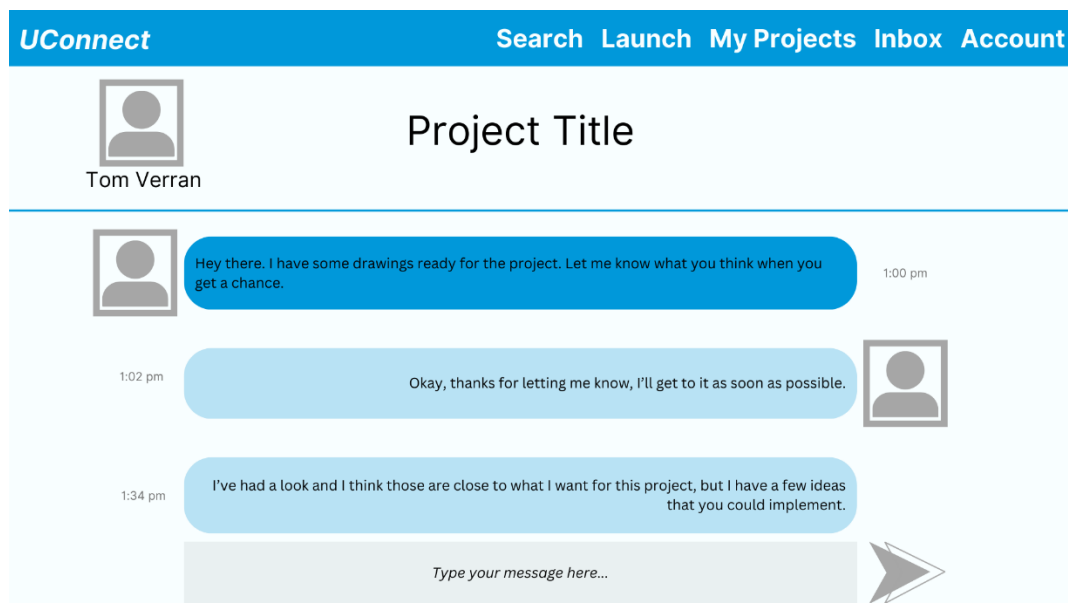 UConnect Search Launch My Projects Inbox Account
Project Title
Tom Verran
Hey there. I have some drawings ready for the project. Let me know what you think when you
get a chance.
1:00 pm
1:02 pm
Okay, thanks for letting me know, I’ll get to it as soon as possible.
1:34 pm
I’ve had a look and I think those are close to what I want for this project, but I have a few ideas
that you could implement.
Type your message here...